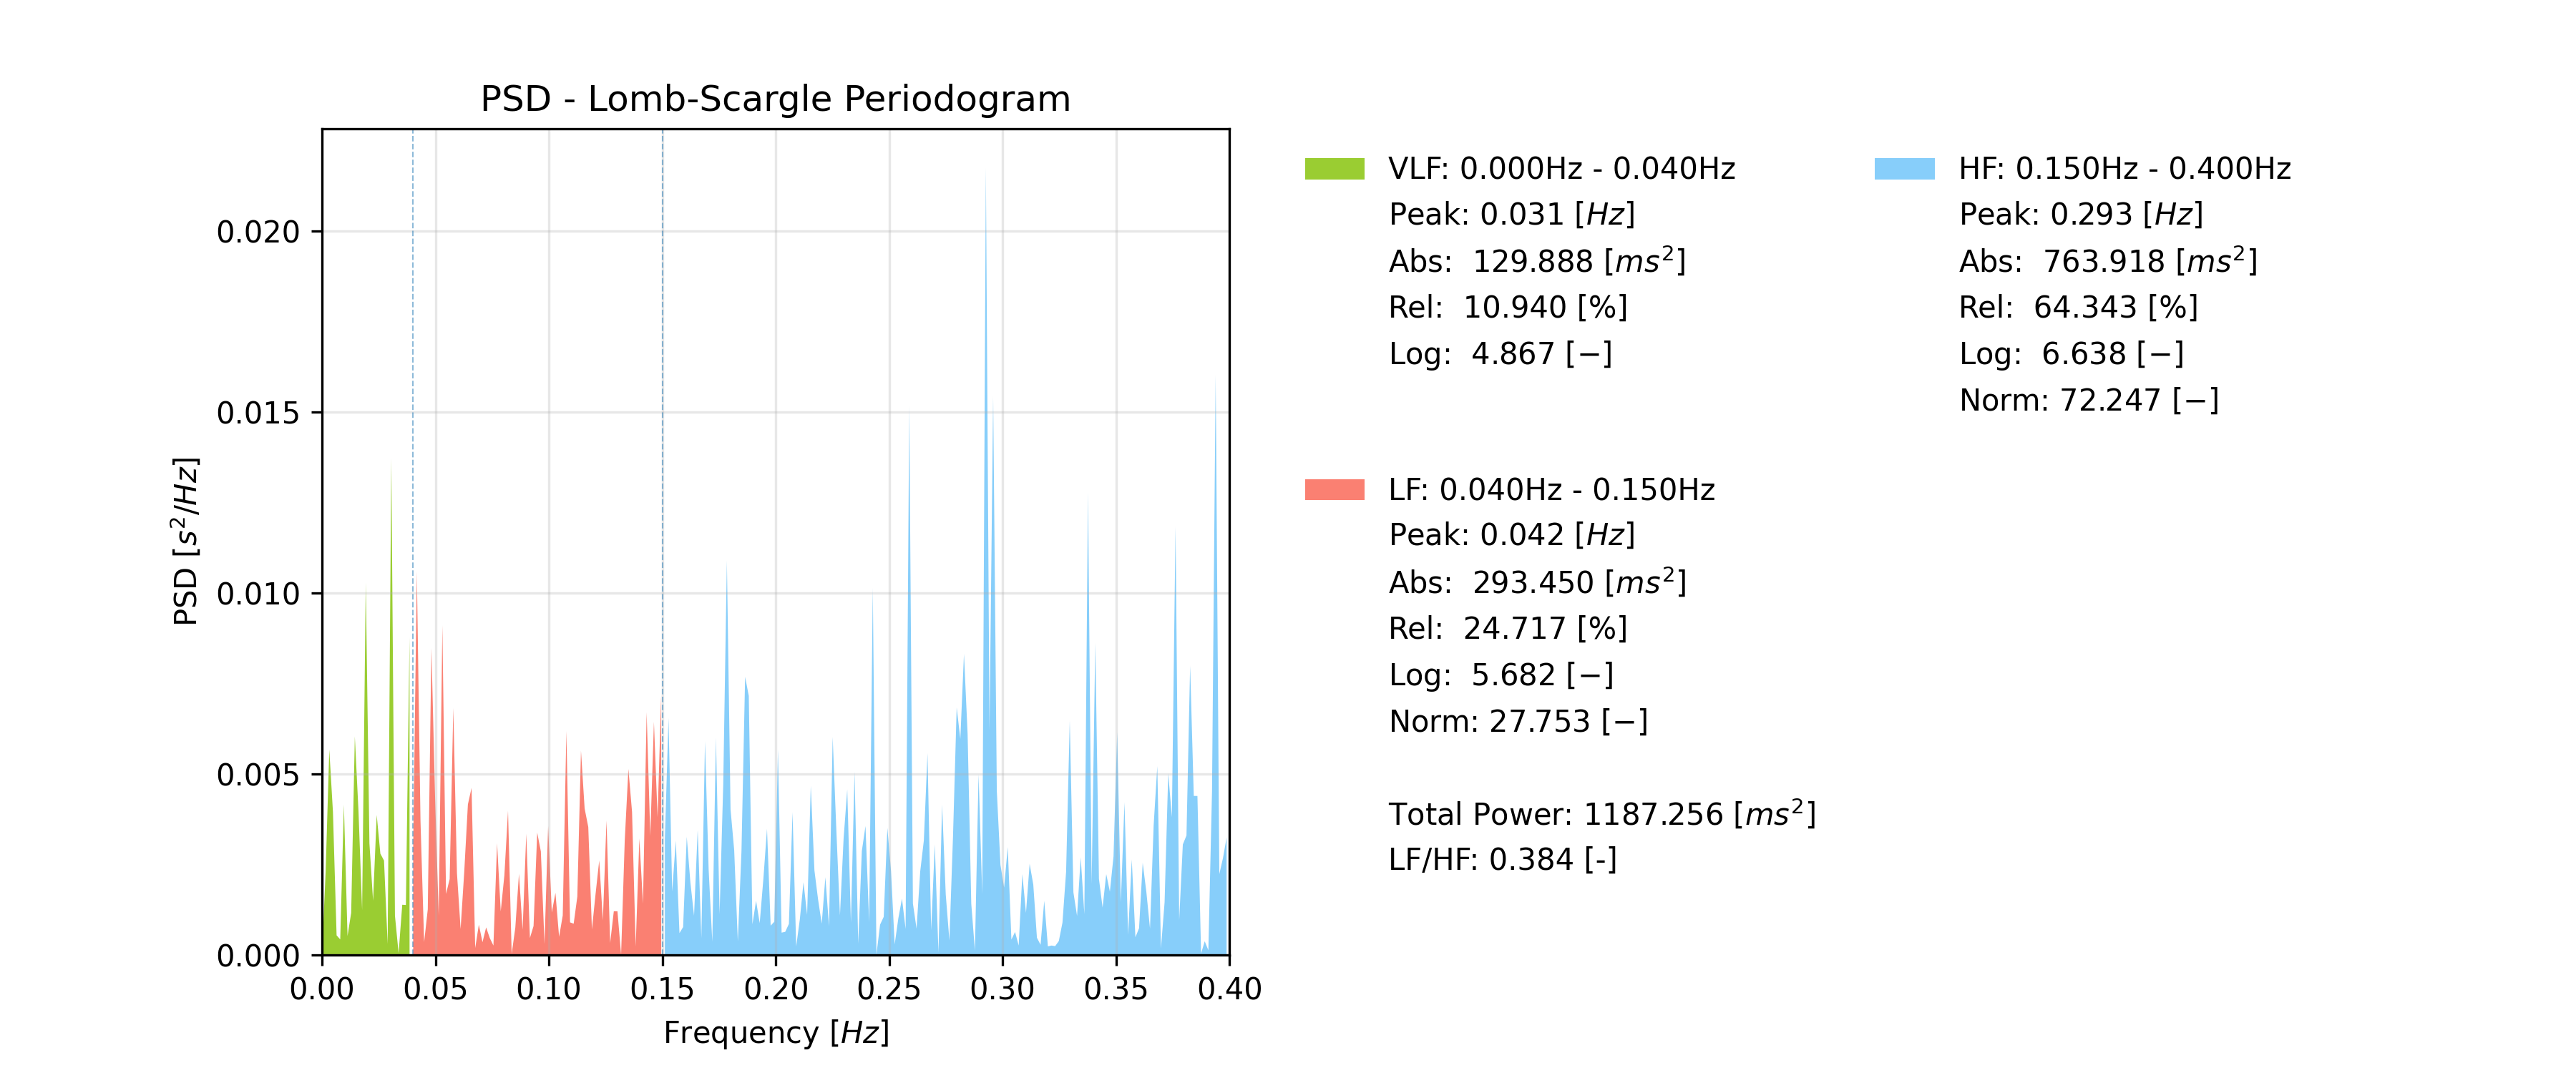 PSD - Lomb-Scargle Periodogram
PSD [s²/Hz]
0.020
0.015
0.010
0.005
0.000
0.00 0.05 0.10 0.15 0.20 0.25 0.30 0.35 0.40
Frequency [Hz]
VLF: 0.000Hz - 0.040Hz
Peak: 0.031 [Hz]
Abs: 129.888 [ms²]
Rel: 10.940 [%]
Log: 4.867 [−]
HF: 0.150Hz - 0.400Hz
Peak: 0.293 [Hz]
Abs: 763.918 [ms²]
Rel: 64.343 [%]
Log: 6.638 [−]
Norm: 72.247 [−]
LF: 0.040Hz - 0.150Hz
Peak: 0.042 [Hz]
Abs: 293.450 [ms²]
Rel: 24.717 [%]
Log: 5.682 [−]
Norm: 27.753 [−]
Total Power: 1187.256 [ms²]
LF/HF: 0.384 [-]